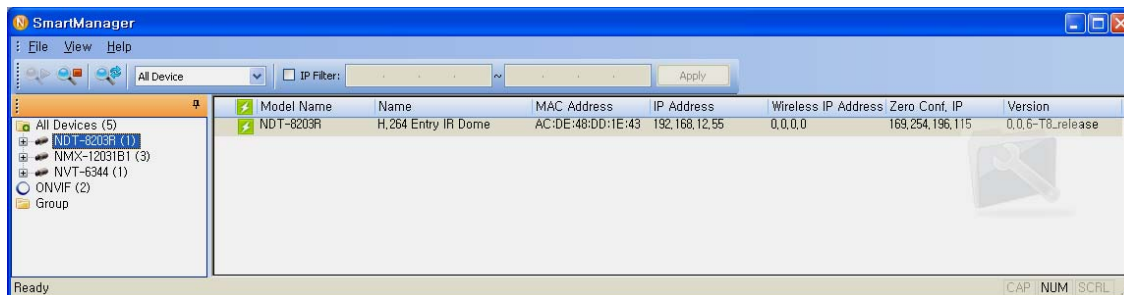 SmartManager
File View Help
All Device IP Filter: . . . ~ . . . Apply
Model Name Name MAC Address IP Address Wireless IP Address Zero Conf, IP Version
NDT-8203R H,264 Entry IR Dome AC:DE:48:DD:1E:43 192,168,12,55 0,0,0,0 169,254,196,115 0,0,6-T8_release
All Devices (5)
NDT-8203R (1)
NMX-12031B1 (3)
NVT-6344 (1)
ONVIF (2)
Group
Ready CAP NUM SCRL